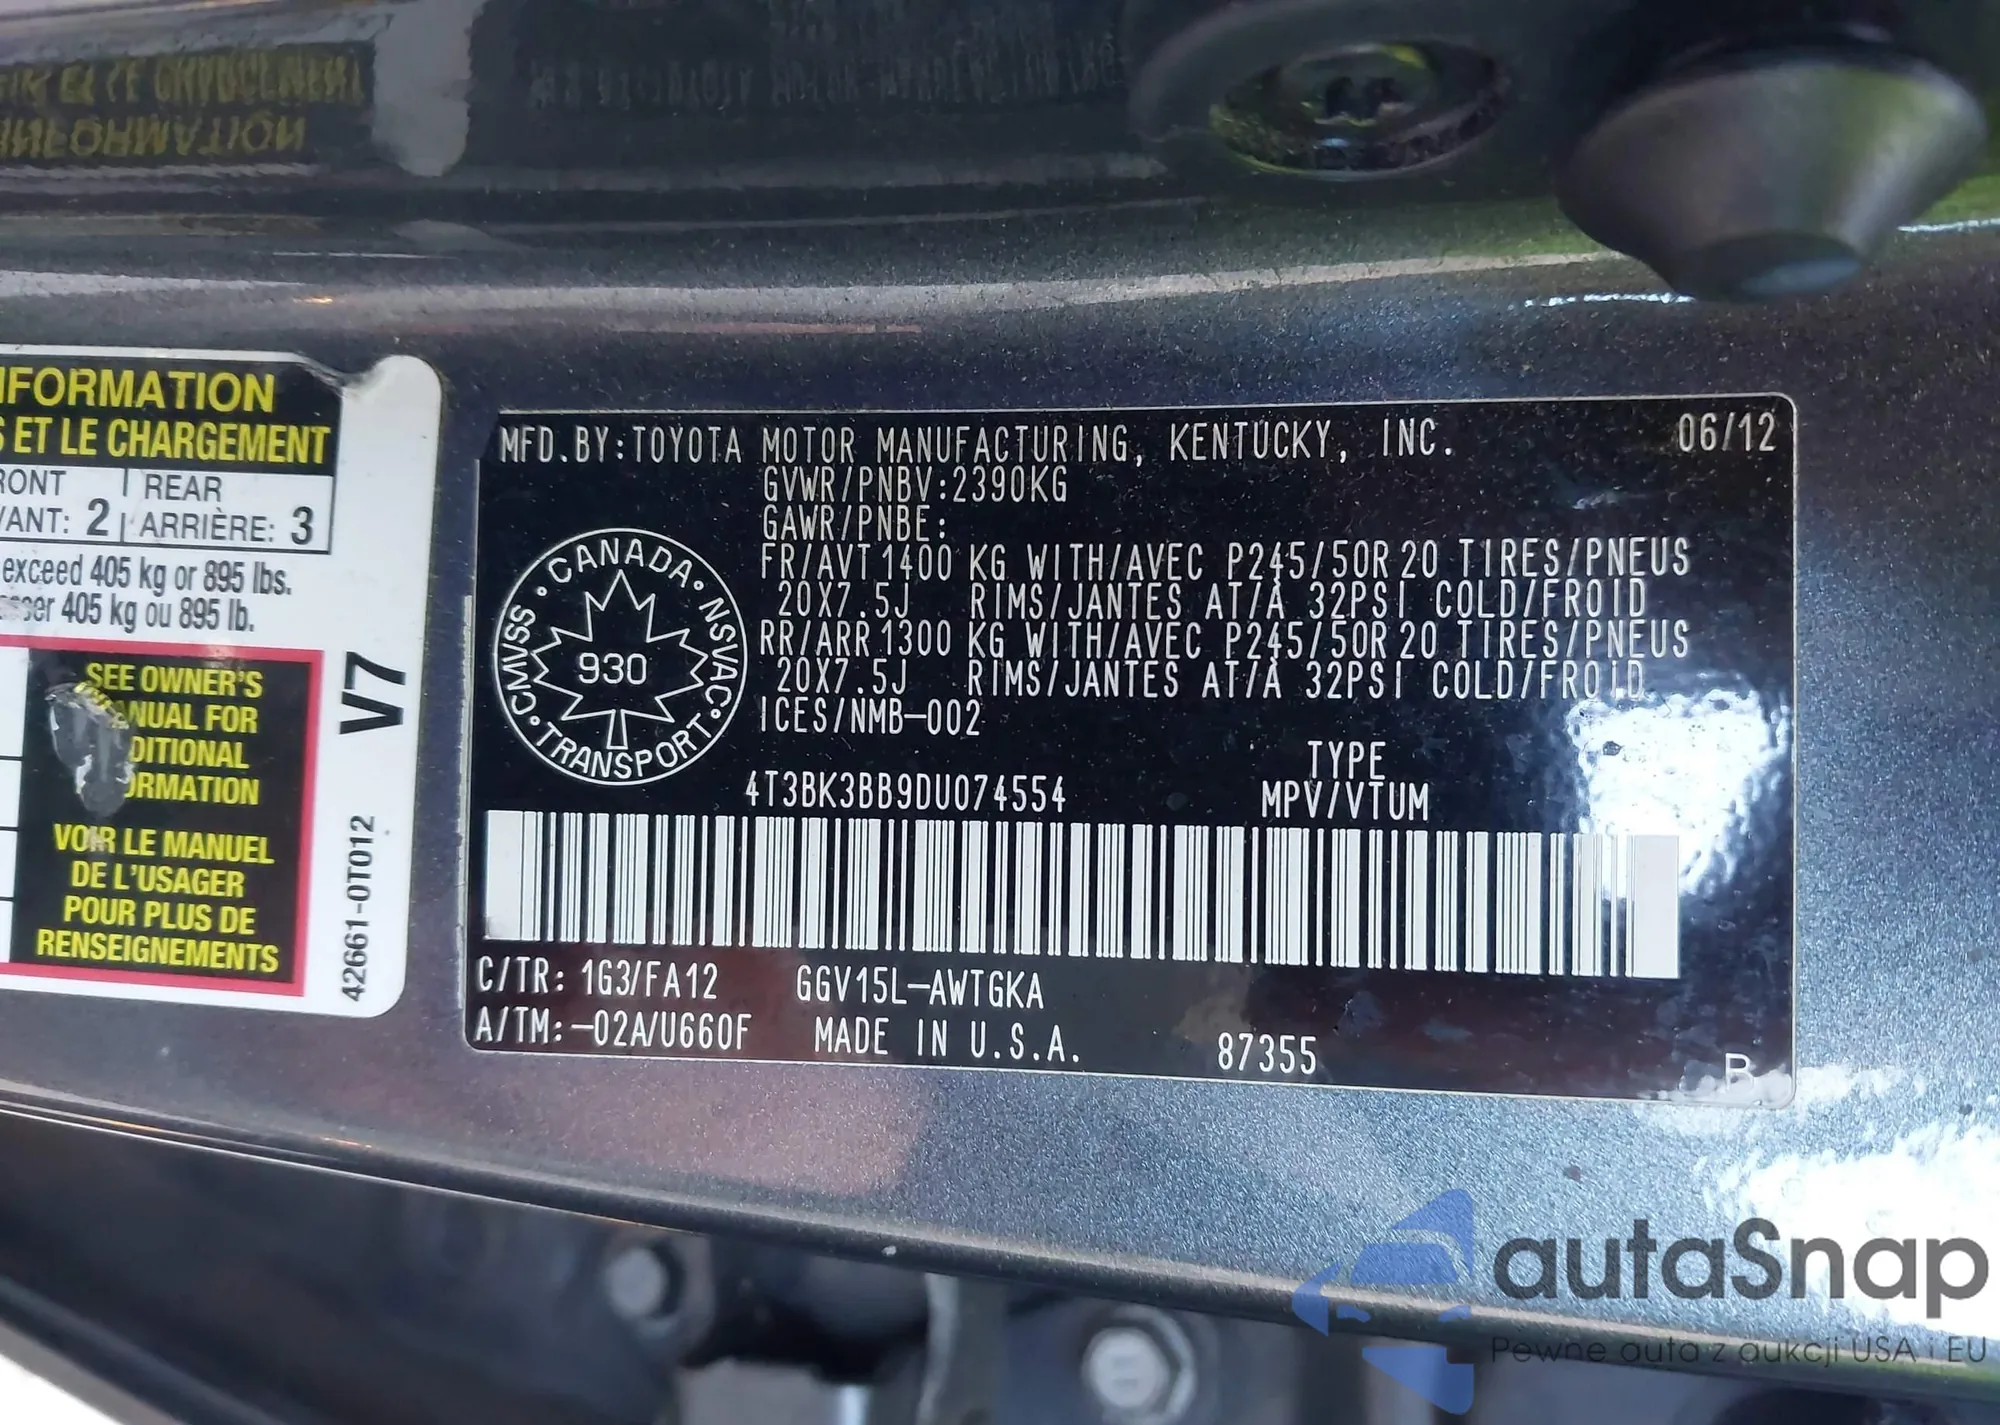 NFORMATION
S ET LE CHARGEMENT
RONT REAR
VANT: 2 ARRIÈRE: 3
exceed 405 kg or 895 lbs.
405 kg ou 895 lb.
SEE OWNER'S
ANUAL FOR
DITIONAL
ORMATION
VOIR LE MANUEL
DE L'USAGER
POUR PLUS DE
RENSEIGNEMENTS
V7
42661-0T012
MFD.BY:TOYOTA MOTOR MANUFACTURING, KENTUCKY, INC. 06/12
GVWR/PNBV:2390KG
GAWR/PNBE:
FR/AVT 1400 KG WITH/AVEC P245/50R20 TIRES/PNEUS
20X7.5J RIMS/JANTES AT/À 32PSI COLD/FROID
RR/ARR 1300 KG WITH/AVEC P245/50R20 TIRES/PNEUS
20X7.5J RIMS/JANTES AT/À 32PSI COLD/FROID
ICES/NMB-002
CANADA • NSVAC • TRANSPORT • CMVSS •
930
TYPE
4T3BK3BB9DU074554 MPV/VTUM
C/TR: 1G3/FA12 GGV15L-AWTGKA
A/TM:-02A/U660F MADE IN U.S.A. 87355
B
autaSnap
Pewne auta z aukcji USA i EU